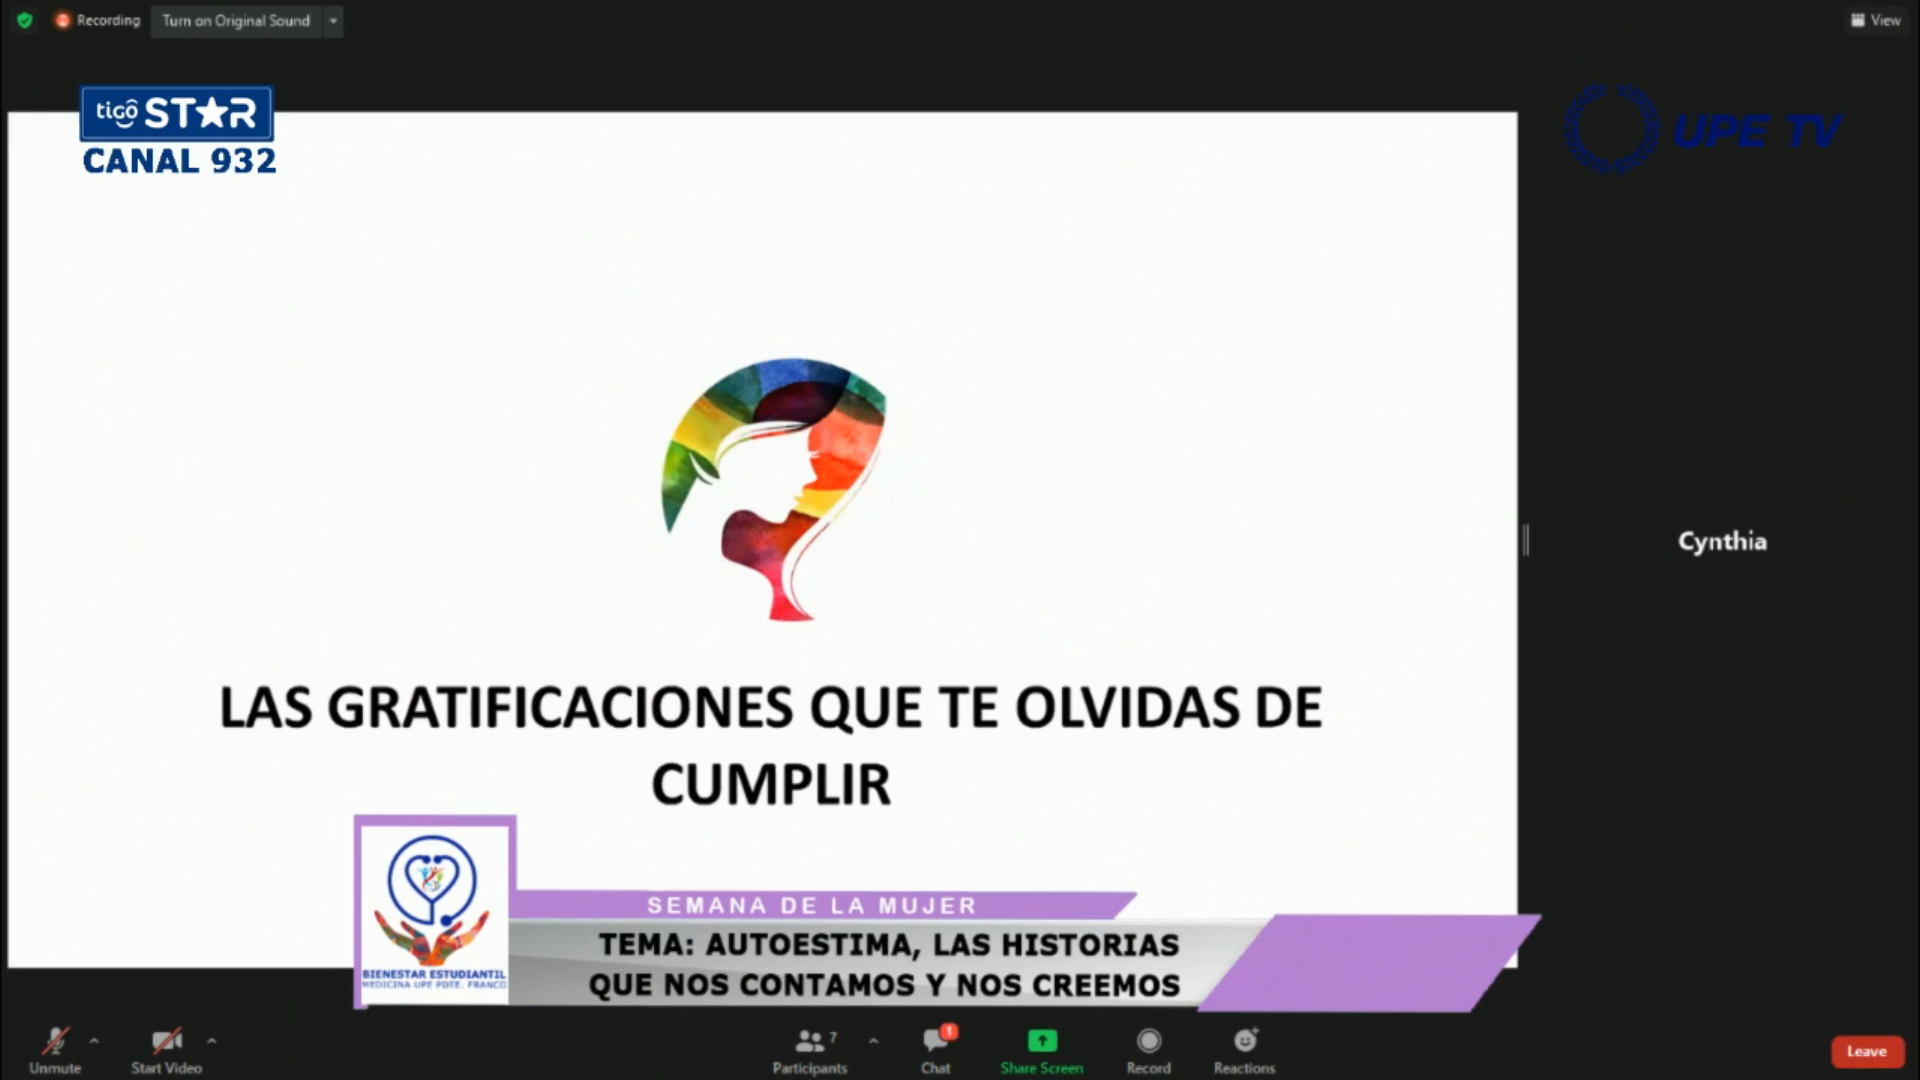 Recording
Turn on Original Sound
View
tigo STAR
CANAL 932
UPE TV
Cynthia
LAS GRATIFICACIONES QUE TE OLVIDAS DE
CUMPLIR
SEMANA DE LA MUJER
TEMA: AUTOESTIMA, LAS HISTORIAS
QUE NOS CONTAMOS Y NOS CREEMOS
BIENESTAR ESTUDIANTIL
MEDICINA UPE PDTE. FRANCO
Unmute
Start Video
7
Participants
1
Chat
Share Screen
Record
Reactions
Leave